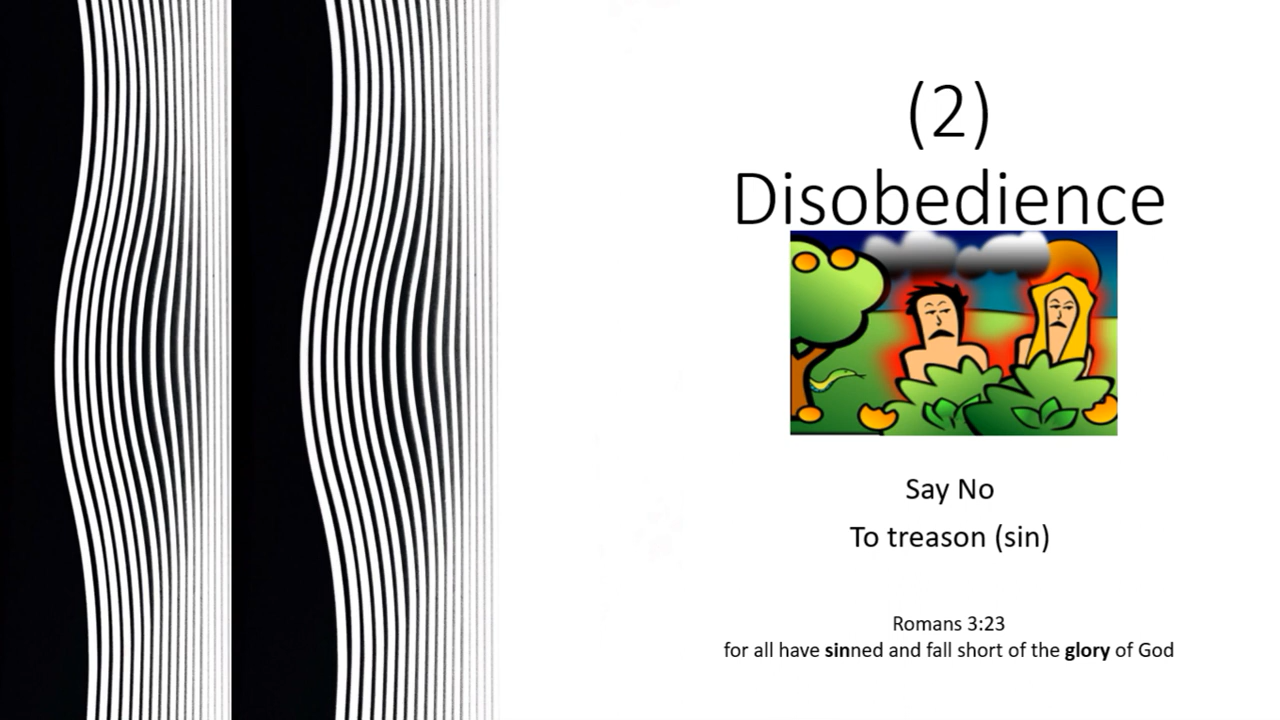 (2)
Disobedience
Say No
To treason (sin)
Romans 3:23
for all have sinned and fall short of the glory of God